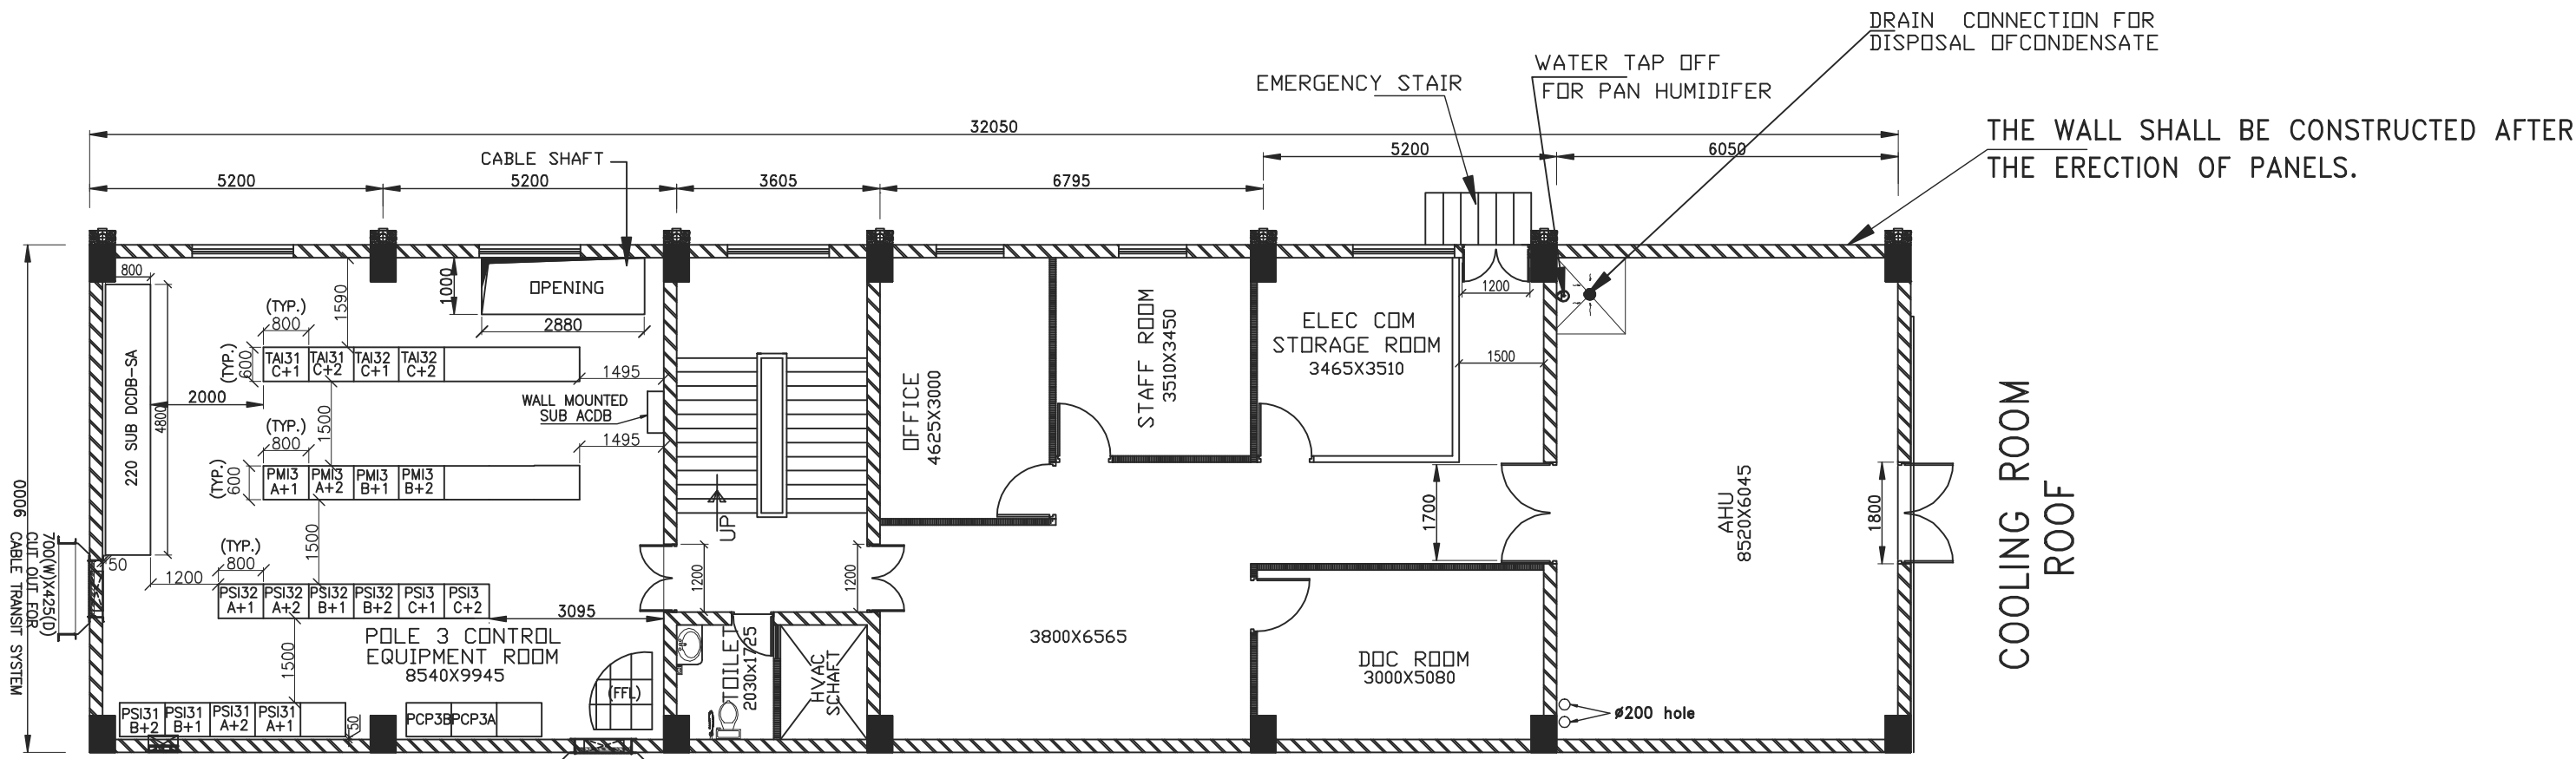 DRAIN CONNECTION FOR
DISPOSAL OFCONDENSATE
WATER TAP OFF
FOR PAN HUMIDIFER
EMERGENCY STAIR
THE WALL SHALL BE CONSTRUCTED AFTER
THE ERECTION OF PANELS.
32050
CABLE SHAFT
5200
6050
5200
5200
3605
6795
800
1590
1000
OPENING
2880
(TYP.)
800
(TYP.)
600
TAI31 C+1
TAI31 C+2
TAI32 C+1
TAI32 C+2
1495
2000
WALL MOUNTED
SUB ACDB
220 SUB DCDB-SA
4800
1500
(TYP.)
800
1495
(TYP.)
600
PMI3 A+1
PMI3 A+2
PMI3 B+1
PMI3 B+2
1500
(TYP.)
800
50
1200
PSI32 A+1
PSI32 A+2
PSI32 B+1
PSI32 B+2
PSI3 C+1
PSI3 C+2
3095
POLE 3 CONTROL
EQUIPMENT ROOM
8540X9945
1500
(FFL)
PSI31 B+2
PSI31 B+1
PSI31 A+2
PSI31 A+1
50
PCP3B
PCP3A
9000
700(W)X425(D)
CUT OUT FOR
CABLE TRANSIT SYSTEM
UP
1200
1200
TOILET
2030x1725
HVAC
SCHAFT
OFFICE
4625X3000
STAFF ROOM
3510X3450
ELEC COM
STORAGE ROOM
3465X3510
1200
1500
1700
3800X6565
DOC ROOM
3000X5080
AHU
8520X6045
1800
ø200 hole
COOLING ROOM
ROOF